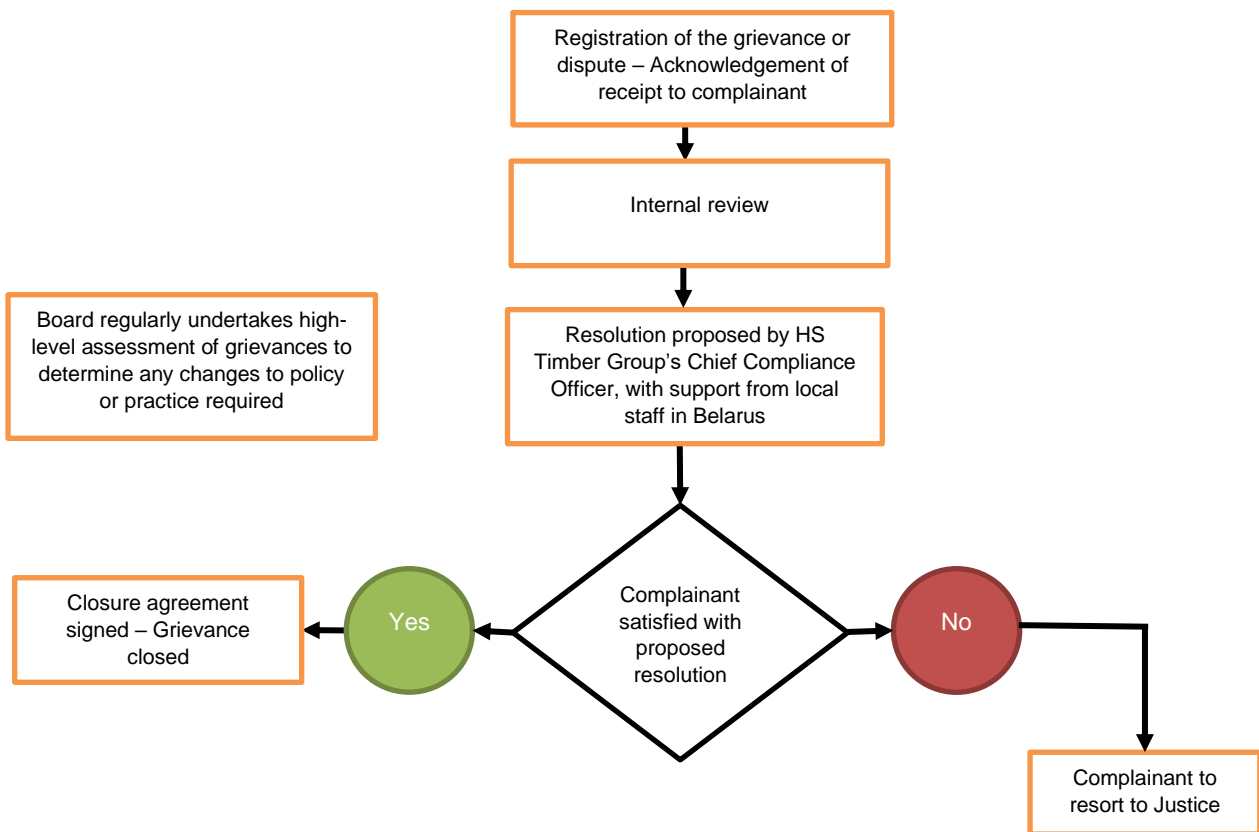 Registration of the grievance or
dispute – Acknowledgement of
receipt to complainant
Internal review
Board regularly undertakes high-
level assessment of grievances to
determine any changes to policy
or practice required
Resolution proposed by HS
Timber Group’s Chief Compliance
Officer, with support from local
staff in Belarus
Closure agreement
signed – Grievance
closed
Yes
Complainant
satisfied with
proposed
resolution
No
Complainant to
resort to Justice